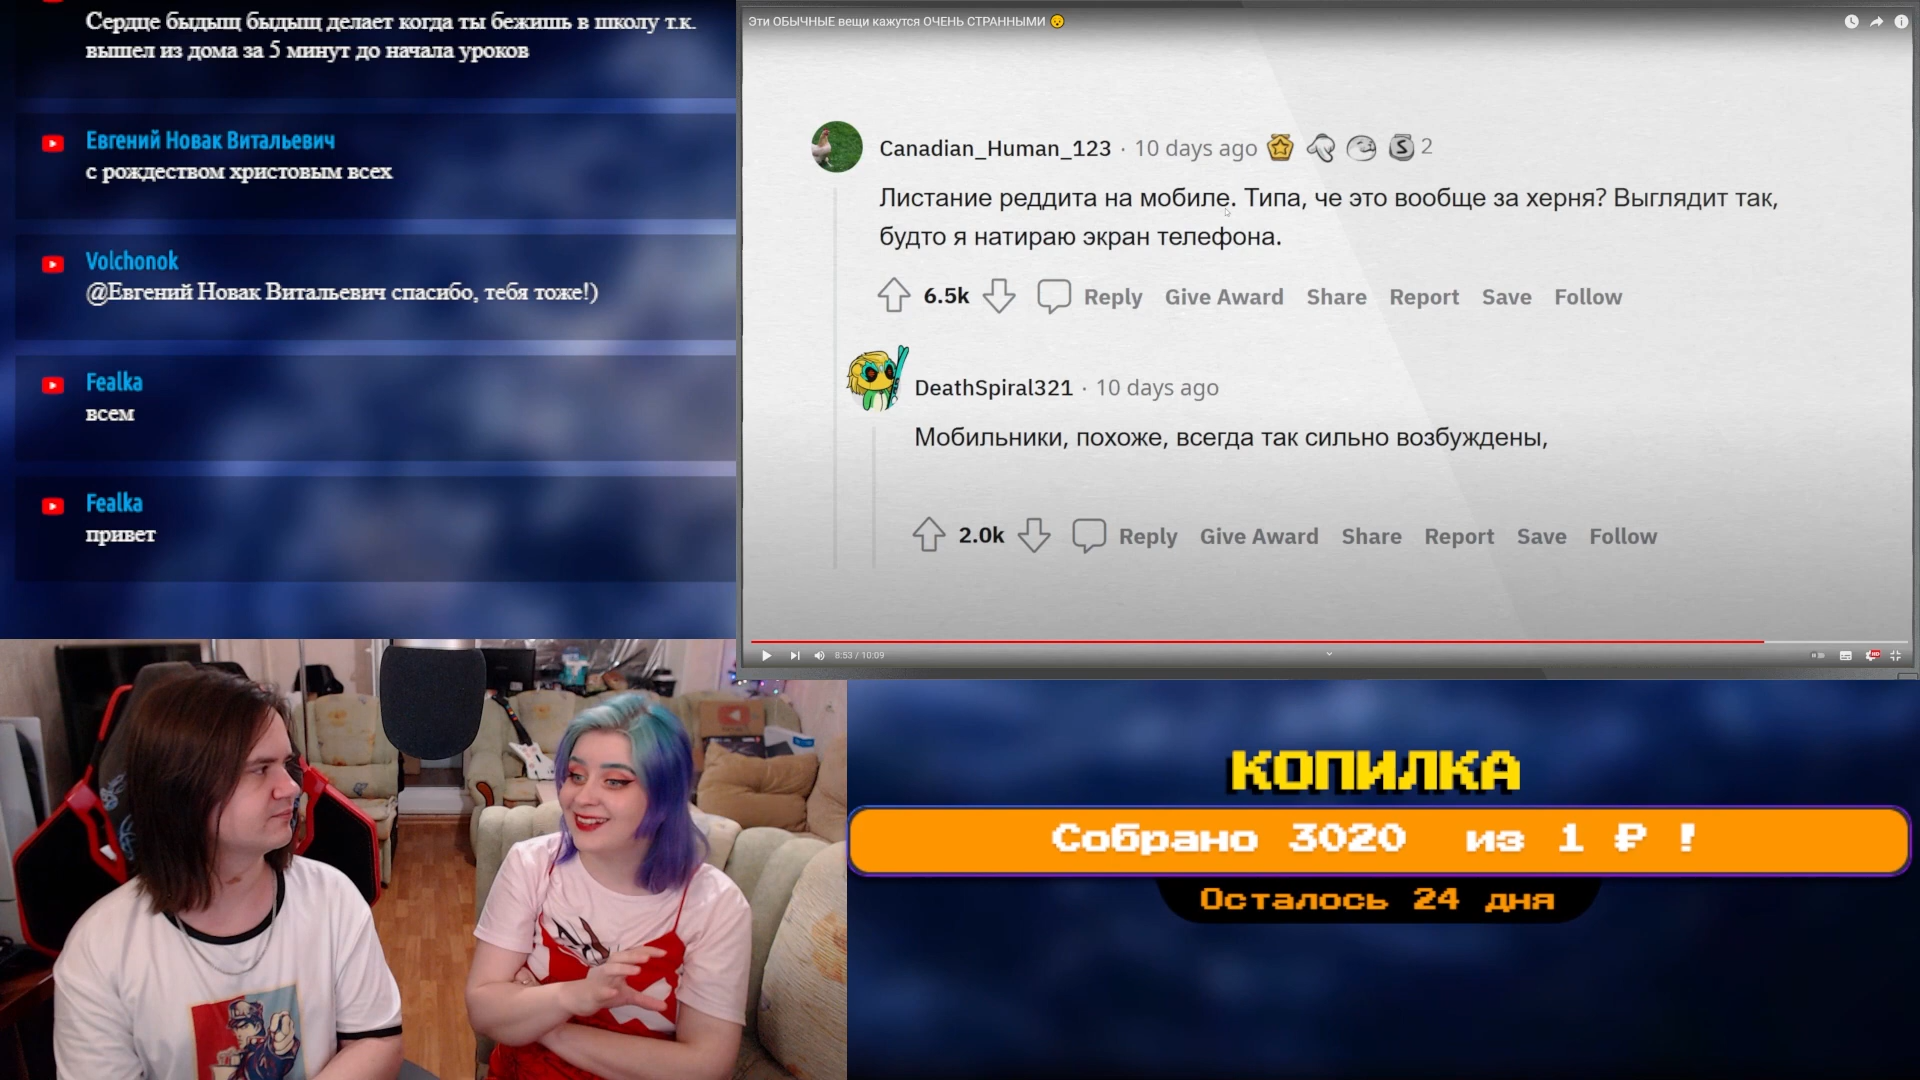 Сердце быдыщ быдыщ делает когда ты бежишь в школу т.к.
вышел из дома за 5 минут до начала уроков
Евгений Новак Витальевич
с рождеством христовым всех
Volchonok
@Евгений Новак Витальевич спасибо, тебя тоже!)
Fealka
всем
Fealka
привет
Эти ОБЫЧНЫЕ вещи кажутся ОЧЕНЬ СТРАННЫМИ 😯
Canadian_Human_123 · 10 days ago 2
Листание реддита на мобиле. Типа, че это вообще за херня? Выглядит так,
будто я натираю экран телефона.
6.5k Reply Give Award Share Report Save Follow
DeathSpiral321 · 10 days ago
Мобильники, похоже, всегда так сильно возбуждены,
2.0k Reply Give Award Share Report Save Follow
8:53 / 10:09
КОПИЛКА
Собрано 3020 из 1 ₽ !
Осталось 24 дня